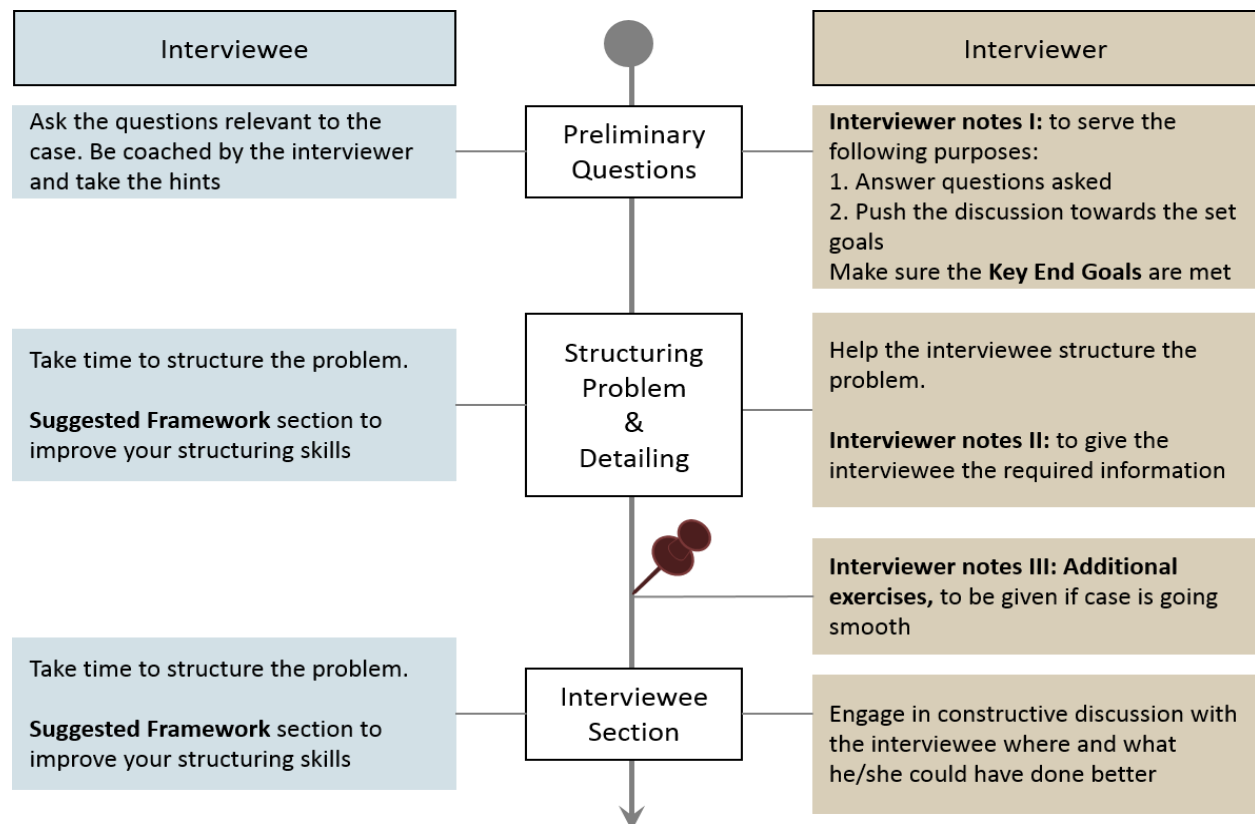 Interviewee
Interviewer
Ask the questions relevant to the
case. Be coached by the interviewer
and take the hints
Preliminary
Questions
Interviewer notes I: to serve the
following purposes:
1. Answer questions asked
2. Push the discussion towards the set
goals
Make sure the Key End Goals are met
Take time to structure the problem.
Suggested Framework section to
improve your structuring skills
Structuring
Problem
&
Detailing
Help the interviewee structure the
problem.
Interviewer notes II: to give the
interviewee the required information
Interviewer notes III: Additional
exercises, to be given if case is going
smooth
Take time to structure the problem.
Suggested Framework section to
improve your structuring skills
Interviewee
Section
Engage in constructive discussion with
the interviewee where and what
he/she could have done better